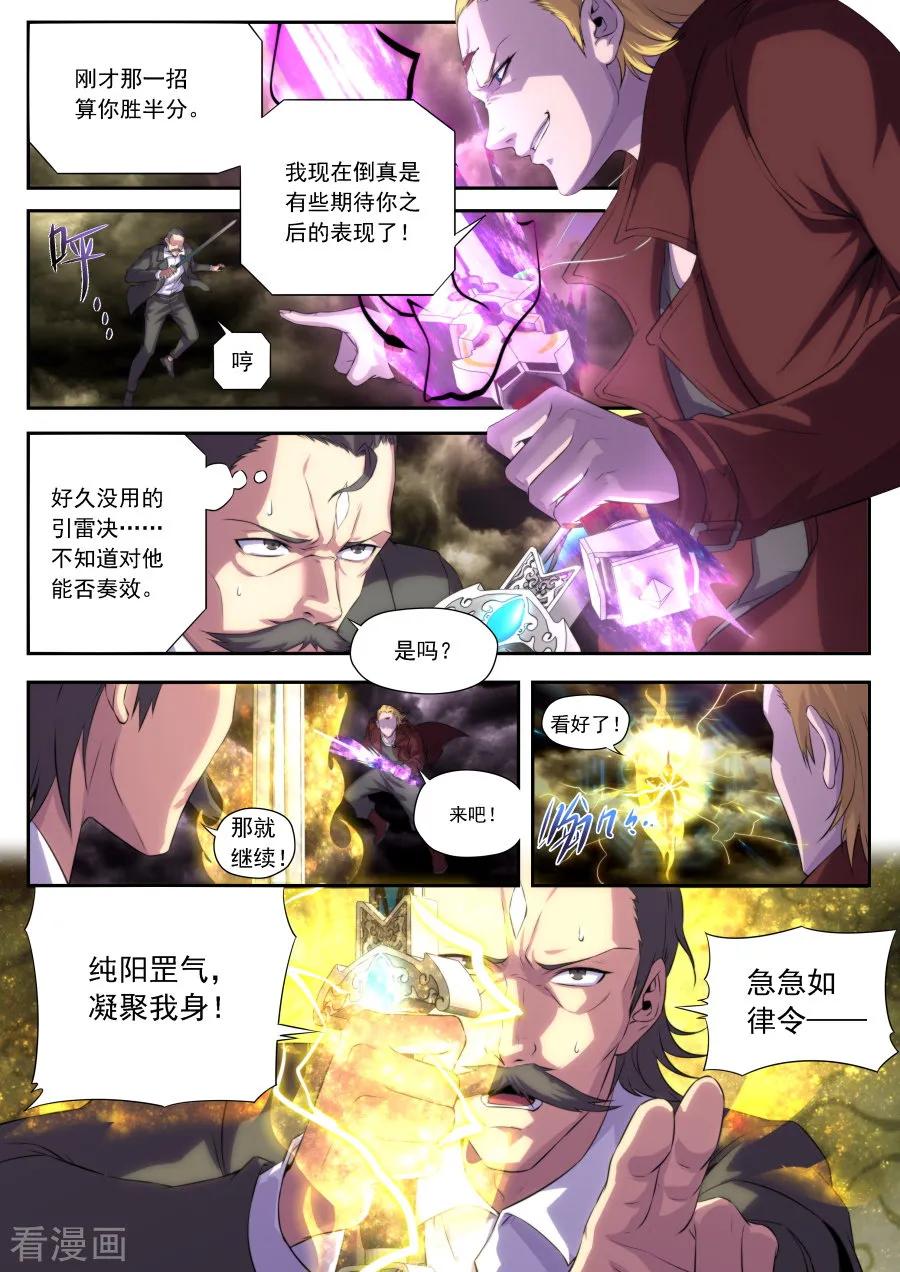 刚才那一招
算你胜半分。
我现在倒真是
有些期待你之
后的表现了！
呯
哼
好久没用的
引雷决……
不知道对他
能否奏效。
是吗？
那就
继续！
来吧！
看好了！
纯阳罡气，
凝聚我身！
急急如
律令——
看漫画